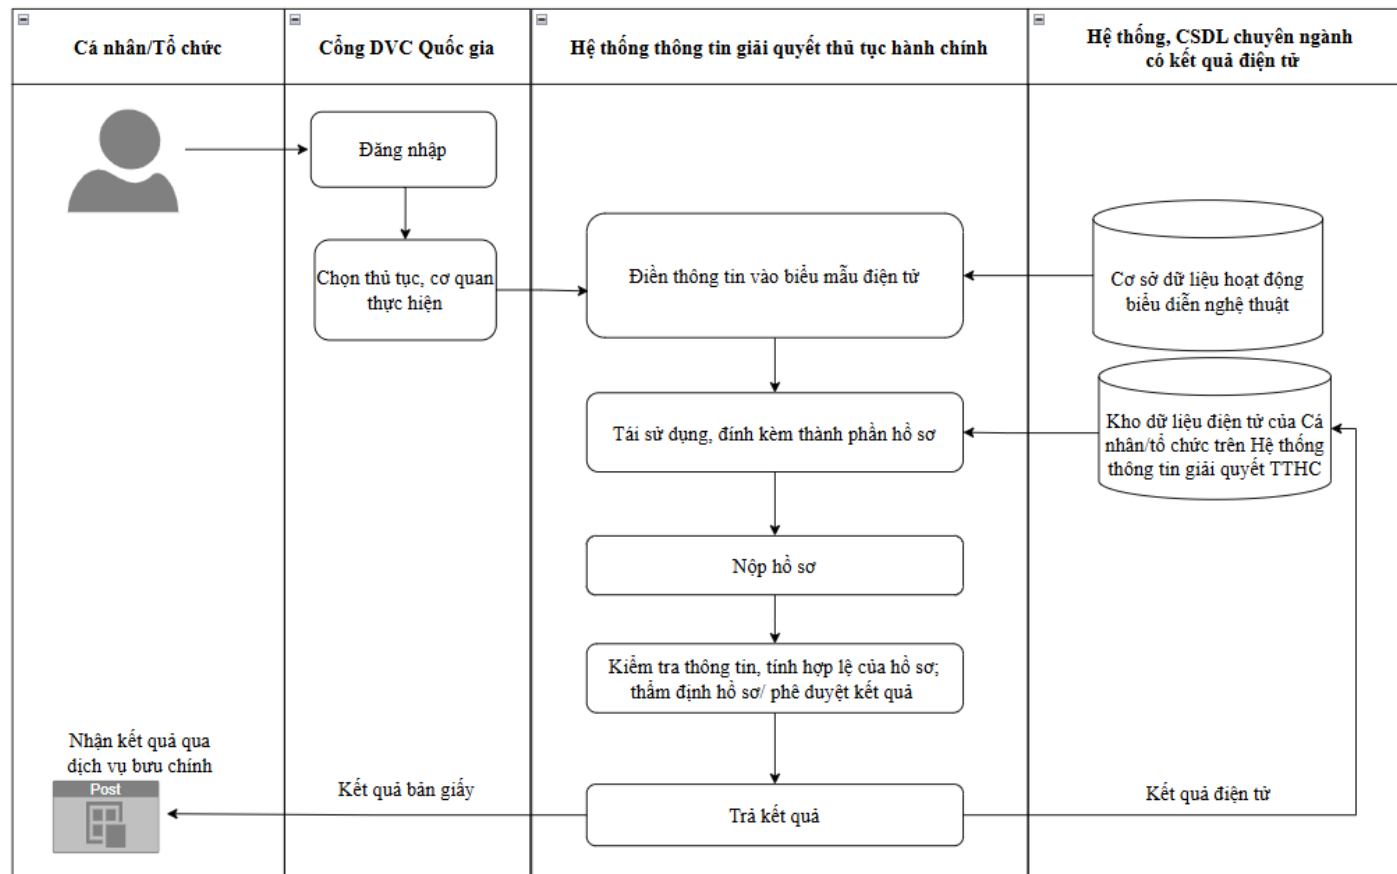 Cá nhân/Tổ chức
Cổng DVC Quốc gia
Hệ thống thông tin giải quyết thủ tục hành chính
Hệ thống, CSDL chuyên ngành
có kết quả điện tử
Đăng nhập
Chọn thủ tục, cơ quan
thực hiện
Điền thông tin vào biểu mẫu điện tử
Cơ sở dữ liệu hoạt động
biểu diễn nghệ thuật
Tái sử dụng, đính kèm thành phần hồ sơ
Kho dữ liệu điện tử của Cá
nhân/tổ chức trên Hệ thống
thông tin giải quyết TTHC
Nộp hồ sơ
Kiểm tra thông tin, tính hợp lệ của hồ sơ;
thẩm định hồ sơ/ phê duyệt kết quả
Nhận kết quả qua
dịch vụ bưu chính
Post
Kết quả bản giấy
Trả kết quả
Kết quả điện tử